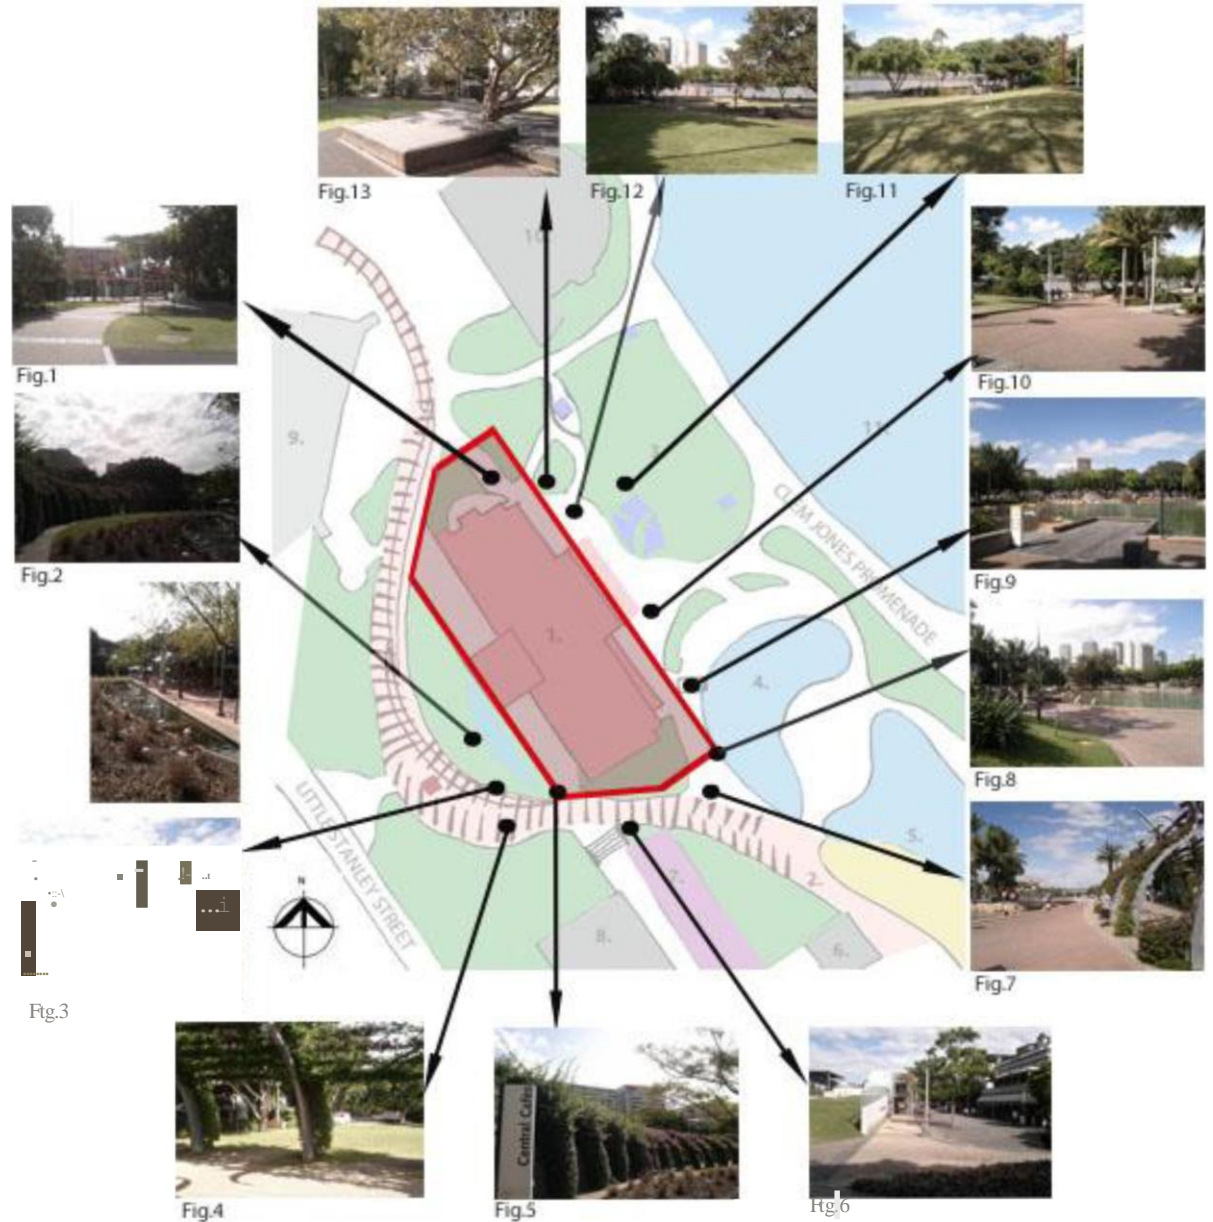 Fig.13
Fig.12
Fig.11
Fig.1
Fig.10
Fig.2
Fig.9
Fig.8
Ftg.3
Fig.7
Fig.4
Fig.5
Ftg.6
10.
9.
11.
1.
4.
5.
2.
8.
6.
CLEM JONES PROMENADE
LITTLE STANLEY STREET
N
Central Cafes